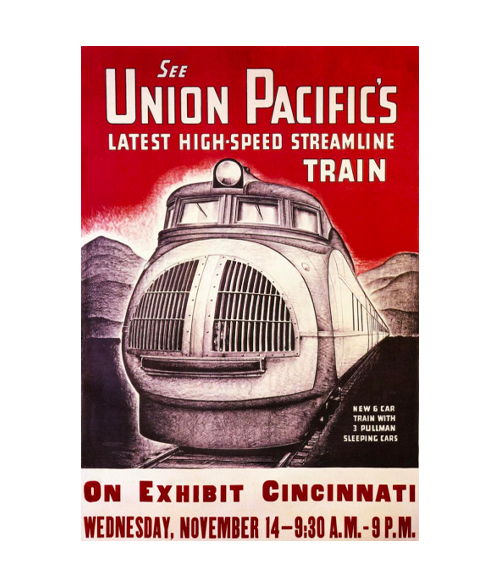 SEE
UNION PACIFIC'S
LATEST HIGH-SPEED STREAMLINE
TRAIN
NEW 6 CAR
TRAIN WITH
3 PULLMAN
SLEEPING CARS
ON EXHIBIT CINCINNATI
WEDNESDAY, NOVEMBER 14-9:30 A.M.-9 P.M.